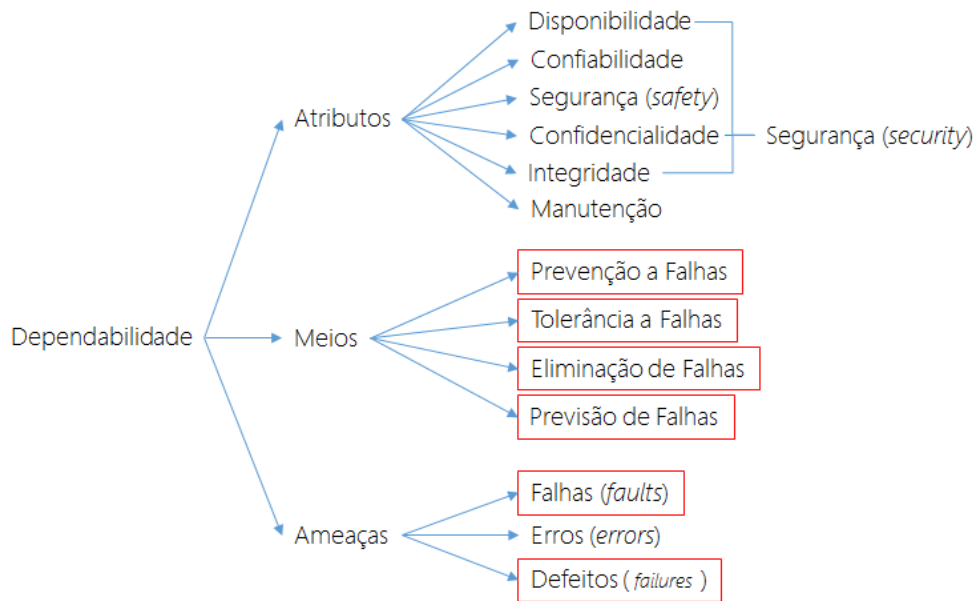 Dependabilidade
Atributos
Disponibilidade
Confiabilidade
Segurança (safety)
Confidencialidade
Integridade
Manutenção
Segurança (security)
Meios
Prevenção a Falhas
Tolerância a Falhas
Eliminação de Falhas
Previsão de Falhas
Ameaças
Falhas (faults)
Erros (errors)
Defeitos ( failures )